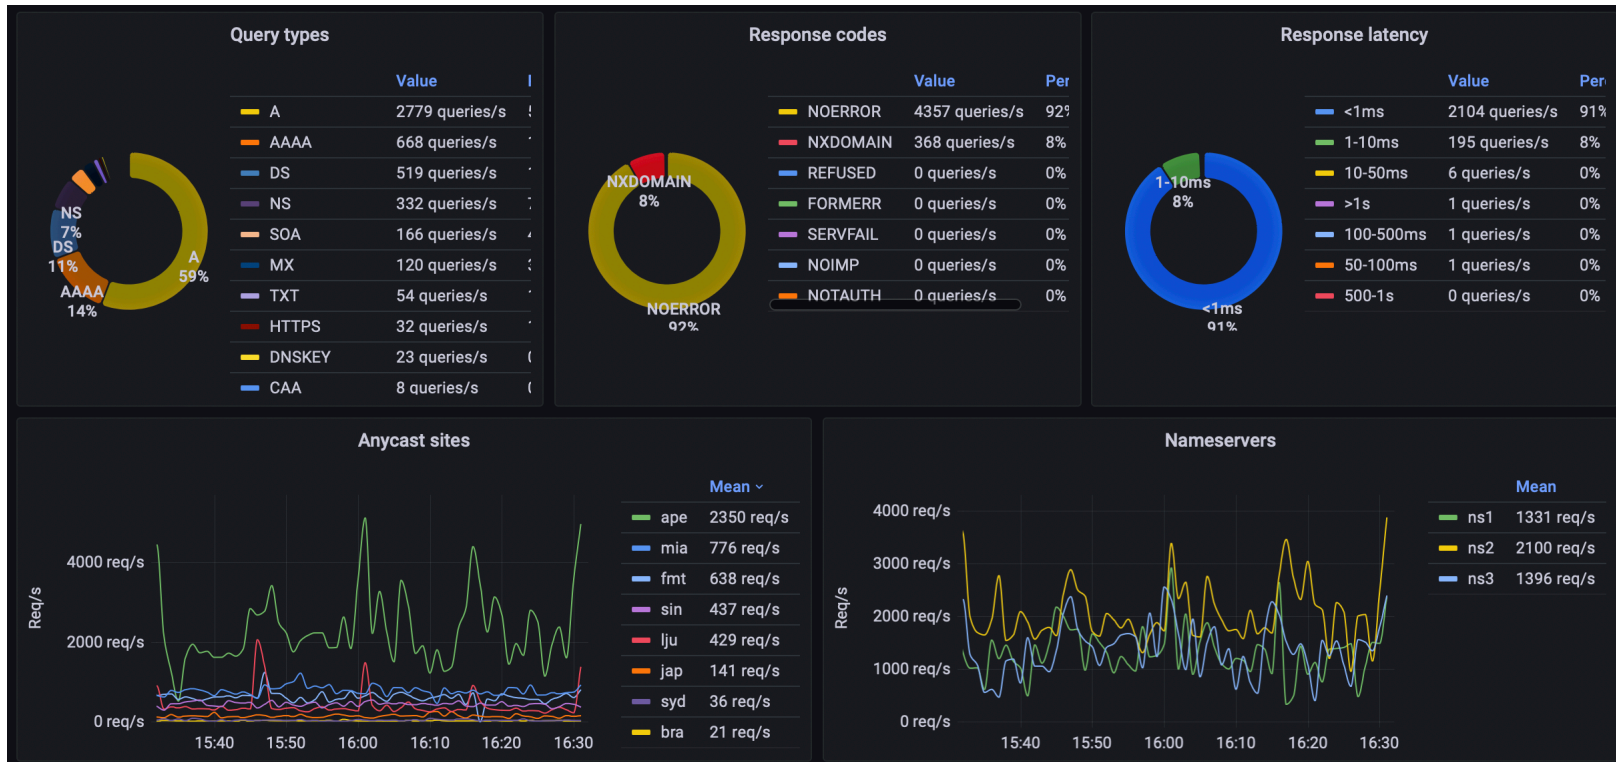 Query types
Value
A 2779 queries/s
AAAA 668 queries/s
DS 519 queries/s
NS 332 queries/s
SOA 166 queries/s
MX 120 queries/s
TXT 54 queries/s
HTTPS 32 queries/s
DNSKEY 23 queries/s
CAA 8 queries/s
NS
7%
DS
11%
AAAA
14%
A
59%
Response codes
Value Per
NOERROR 4357 queries/s 92%
NXDOMAIN 368 queries/s 8%
REFUSED 0 queries/s 0%
FORMERR 0 queries/s 0%
SERVFAIL 0 queries/s 0%
NOIMP 0 queries/s 0%
NOTAUTH 0 queries/s 0%
NXDOMAIN
8%
NOERROR
92%
Response latency
Value Per
<1ms 2104 queries/s 91%
1-10ms 195 queries/s 8%
10-50ms 6 queries/s 0%
>1s 1 queries/s 0%
100-500ms 1 queries/s 0%
50-100ms 1 queries/s 0%
500-1s 0 queries/s 0%
1-10ms
8%
<1ms
91%
Anycast sites
Req/s
4000 req/s
2000 req/s
0 req/s
15:40 15:50 16:00 16:10 16:20 16:30
Mean
ape 2350 req/s
mia 776 req/s
fmt 638 req/s
sin 437 req/s
lju 429 req/s
jap 141 req/s
syd 36 req/s
bra 21 req/s
Nameservers
Req/s
4000 req/s
3000 req/s
2000 req/s
1000 req/s
0 req/s
15:40 15:50 16:00 16:10 16:20 16:30
Mean
ns1 1331 req/s
ns2 2100 req/s
ns3 1396 req/s